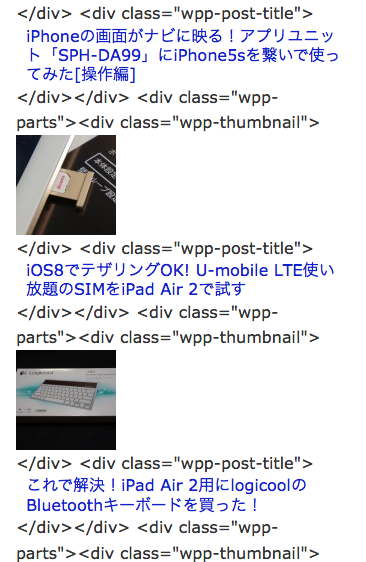 </div> <div class="wpp-post-title">
iPhoneの画面がナビに映る！アプリユニッ
ト「SPH-DA99」にiPhone5sを繋いで使っ
てみた[操作編]
</div></div> <div class="wpp-
parts"><div class="wpp-thumbnail">
</div> <div class="wpp-post-title">
iOS8でテザリングOK! U-mobile LTE使い
放題のSIMをiPad Air 2で試す
</div></div> <div class="wpp-
parts"><div class="wpp-thumbnail">
Logicool
</div> <div class="wpp-post-title">
これで解決！iPad Air 2用にlogicoolの
Bluetoothキーボードを買った！
</div></div> <div class="wpp-
parts"><div class="wpp-thumbnail">